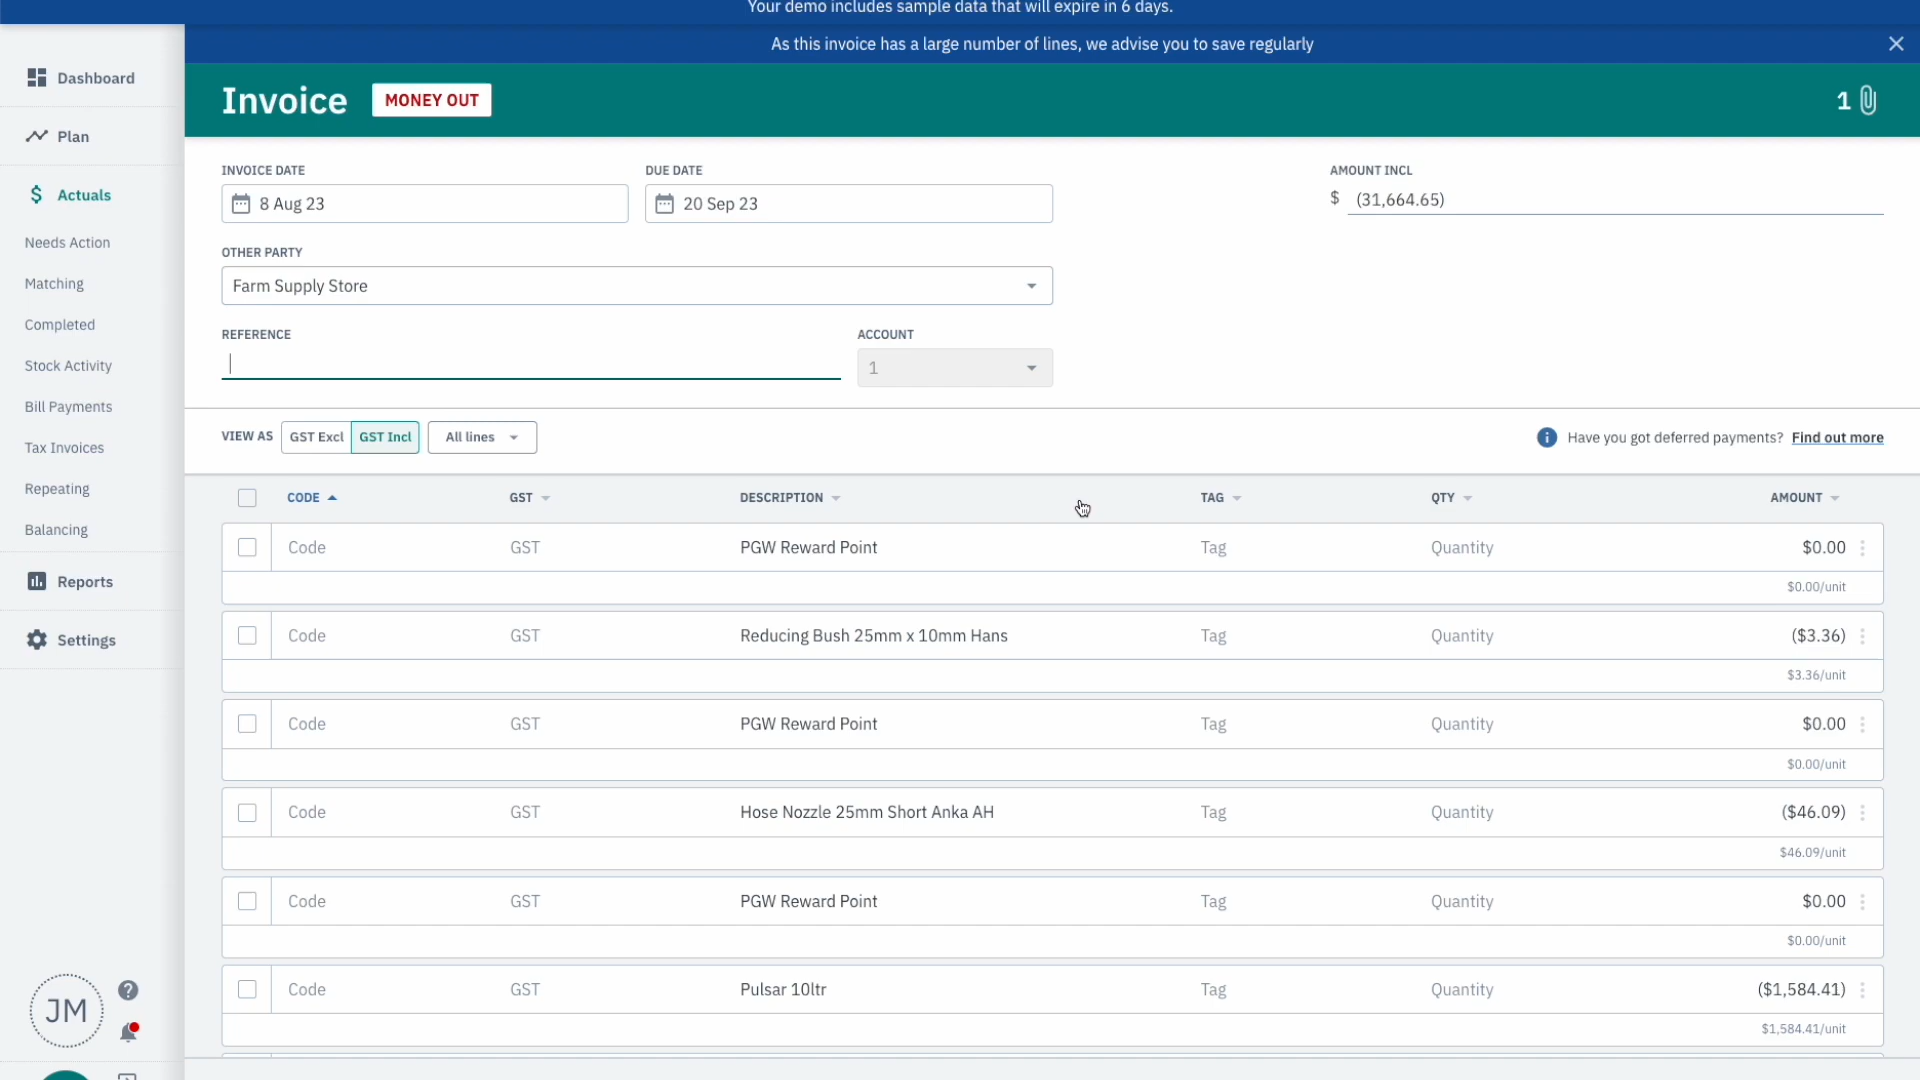 Your demo includes sample data that will expire in 6 days.
As this invoice has a large number of lines, we advise you to save regularly
Dashboard
Plan
Actuals
Needs Action
Matching
Completed
Stock Activity
Bill Payments
Tax Invoices
Repeating
Balancing
Reports
Settings
JM
Invoice MONEY OUT 1
INVOICE DATE DUE DATE AMOUNT INCL
8 Aug 23 20 Sep 23 $ (31,664.65)
OTHER PARTY
Farm Supply Store
REFERENCE ACCOUNT
1
VIEW AS GST Excl GST Incl All lines Have you got deferred payments? Find out more
CODE GST DESCRIPTION TAG QTY AMOUNT
Code GST PGW Reward Point Tag Quantity $0.00
$0.00/unit
Code GST Reducing Bush 25mm x 10mm Hans Tag Quantity ($3.36)
$3.36/unit
Code GST PGW Reward Point Tag Quantity $0.00
$0.00/unit
Code GST Hose Nozzle 25mm Short Anka AH Tag Quantity ($46.09)
$46.09/unit
Code GST PGW Reward Point Tag Quantity $0.00
$0.00/unit
Code GST Pulsar 10ltr Tag Quantity ($1,584.41)
$1,584.41/unit